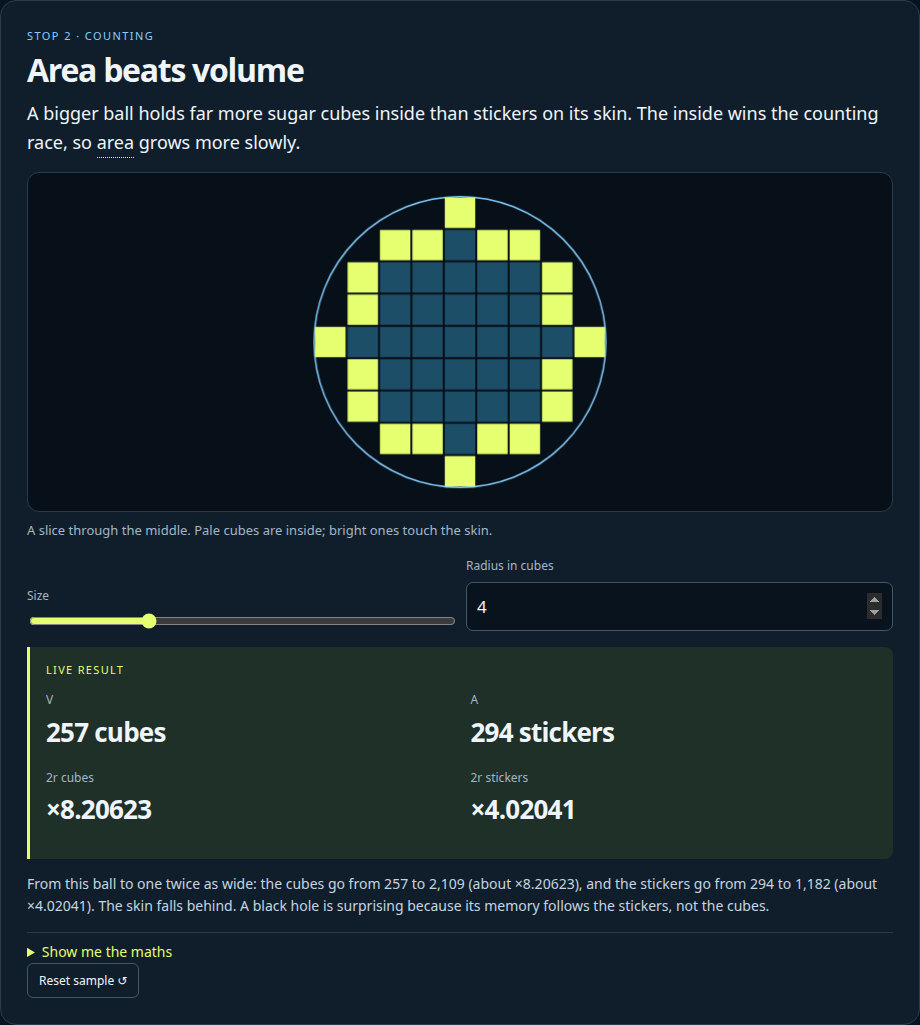 STOP 2 · COUNTING
Area beats volume
A bigger ball holds far more sugar cubes inside than stickers on its skin. The inside wins the counting
race, so area grows more slowly.
A slice through the middle. Pale cubes are inside; bright ones touch the skin.
Radius in cubes
Size
4
LIVE RESULT
V
A
257 cubes
294 stickers
2r cubes
2r stickers
×8.20623
×4.02041
From this ball to one twice as wide: the cubes go from 257 to 2,109 (about ×8.20623), and the stickers go from 294 to 1,182 (about
×4.02041). The skin falls behind. A black hole is surprising because its memory follows the stickers, not the cubes.
▶ Show me the maths
Reset sample ↺